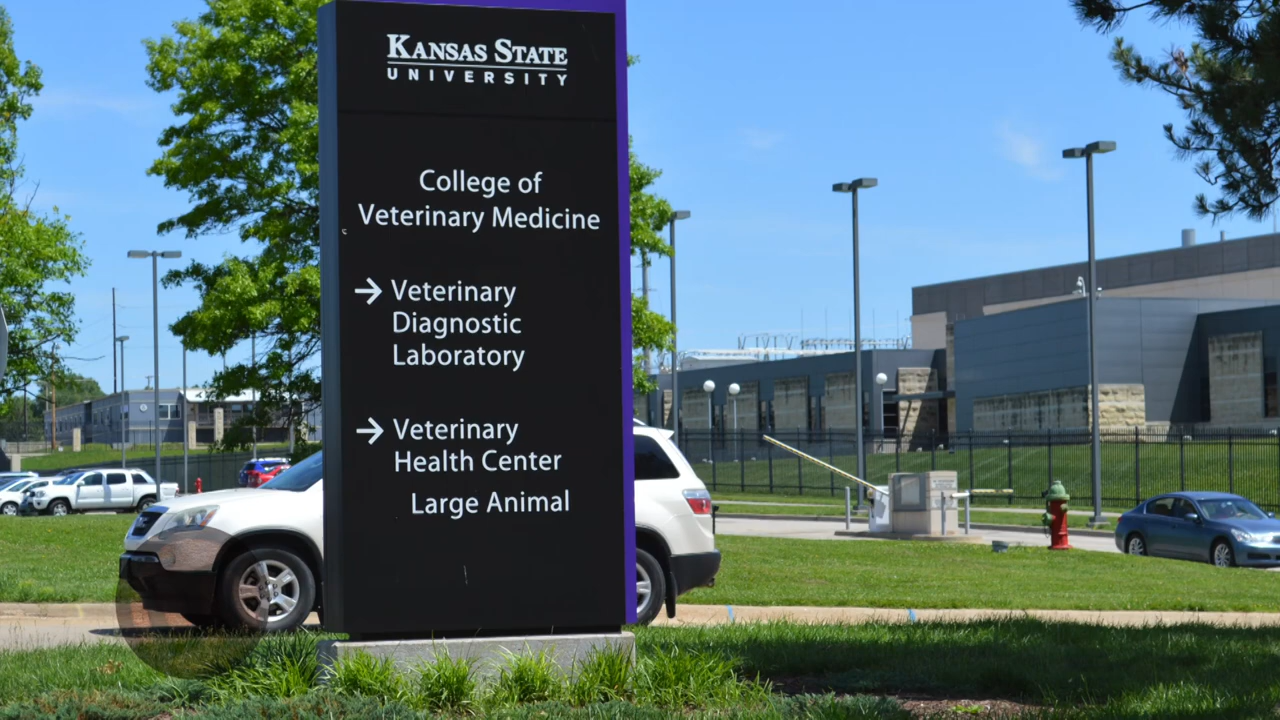 KANSAS STATE
UNIVERSITY
College of
Veterinary Medicine
→ Veterinary
Diagnostic
Laboratory
→ Veterinary
Health Center
Large Animal